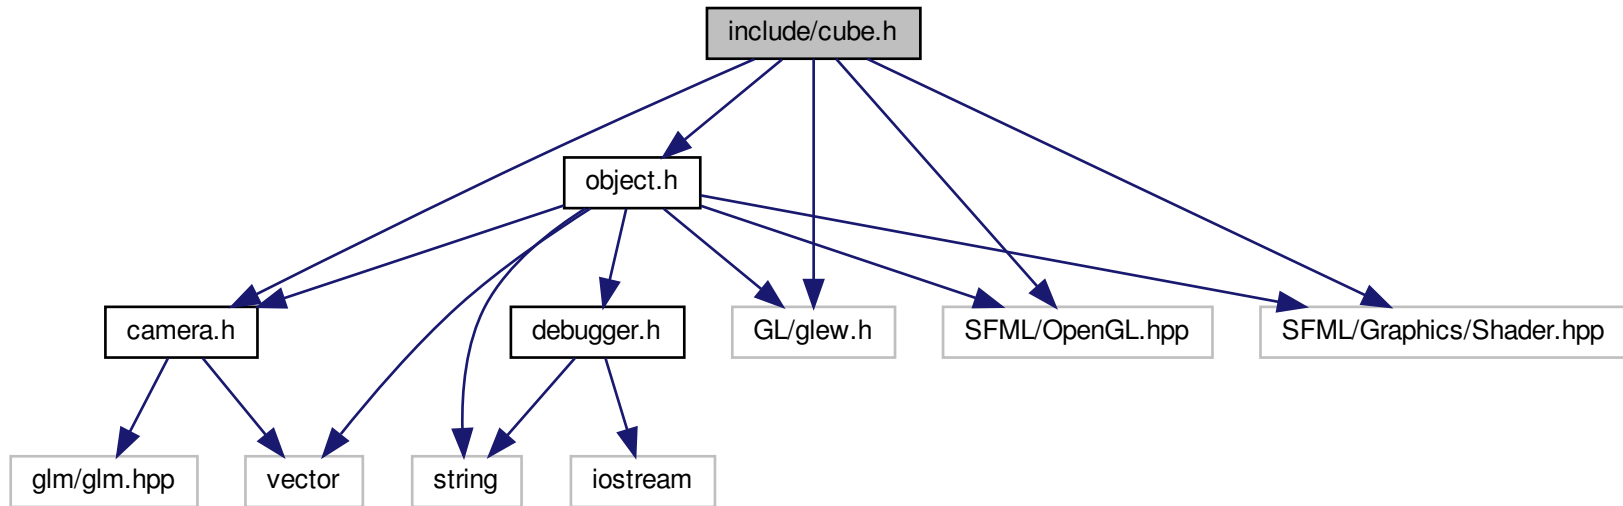 include/cube.h
object.h
camera.h
debugger.h
GL/glew.h
SFML/OpenGL.hpp
SFML/Graphics/Shader.hpp
glm/glm.hpp
vector
string
iostream